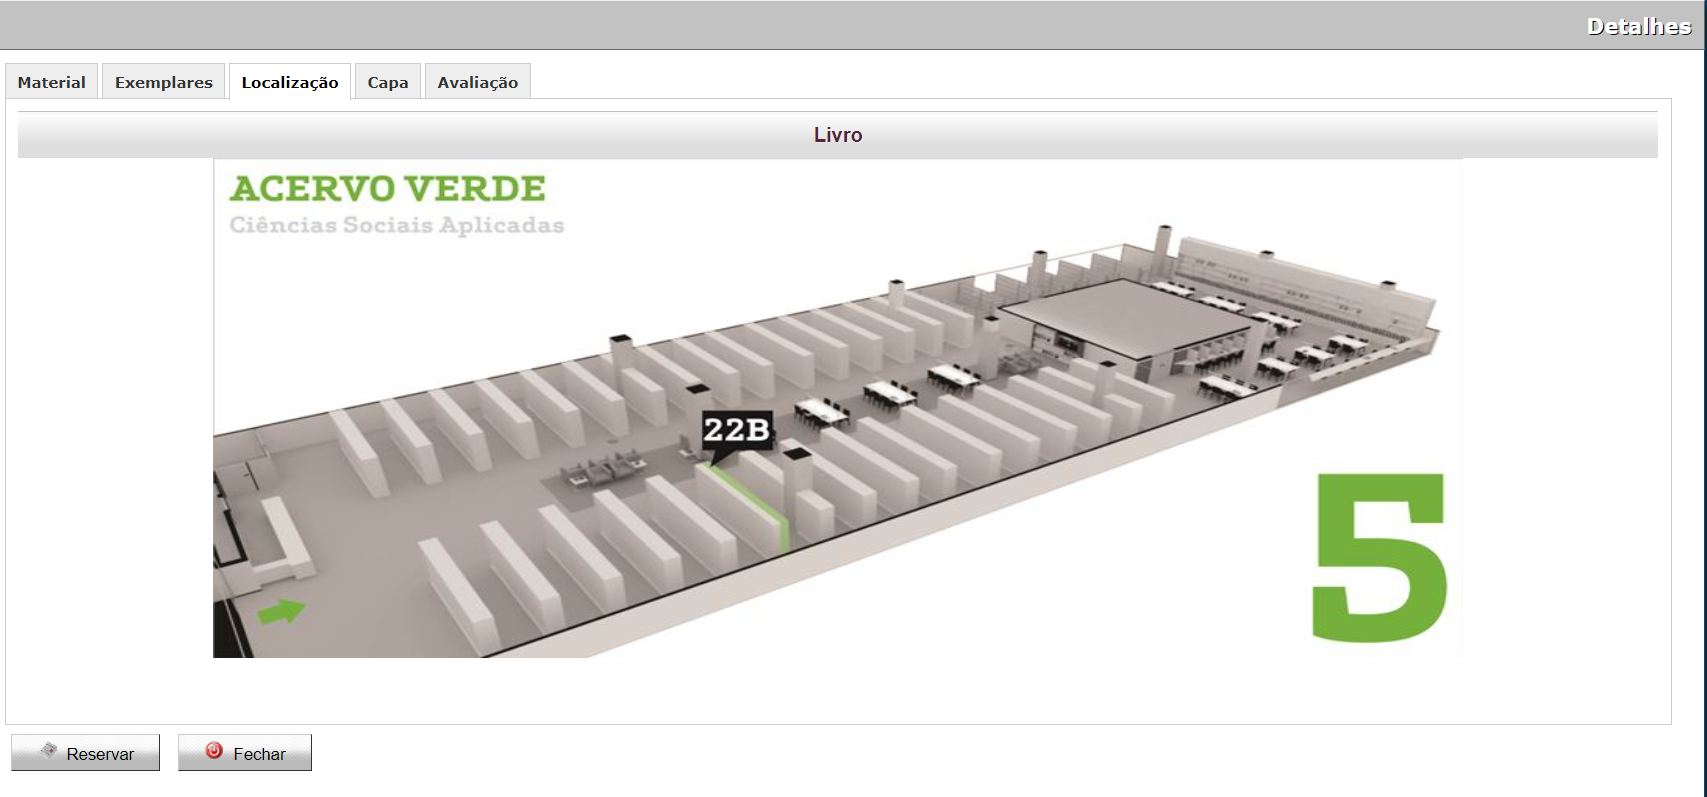 Detalhes
Material
Exemplares
Localização
Capa
Avaliação
Livro
ACERVO VERDE
Ciências Sociais Aplicadas
22B
5
Reservar
Fechar